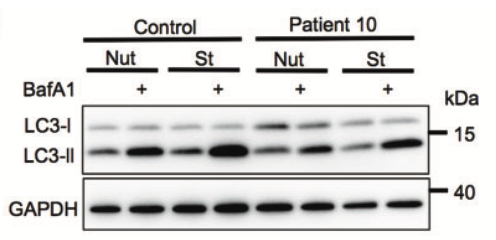 Control Patient 10
Nut St Nut St
BafA1 + + + +
kDa
LC3-I
15
LC3-II
40
GAPDH